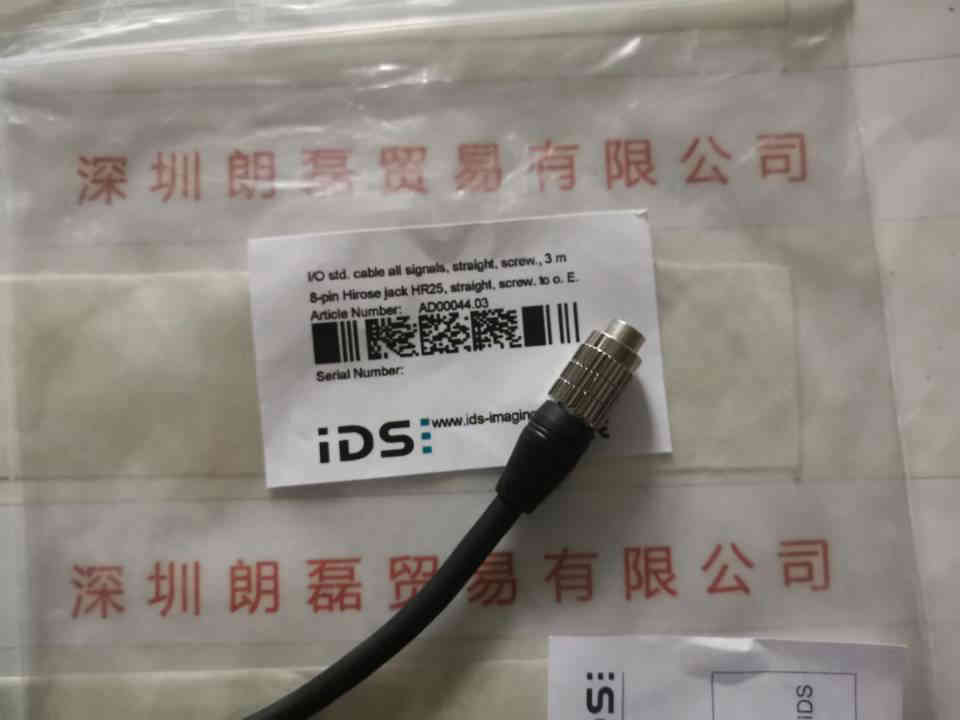 深圳朗磊贸易有限公司
I/O std. cable all signals, straight, screw., 3 m
8-pin Hirose jack HR25, straight, screw. to o. E.
Article Number: AD00044.03
Serial Number:
iDS
www.ids-imaging
深圳朗磊贸易有限公司
iDS